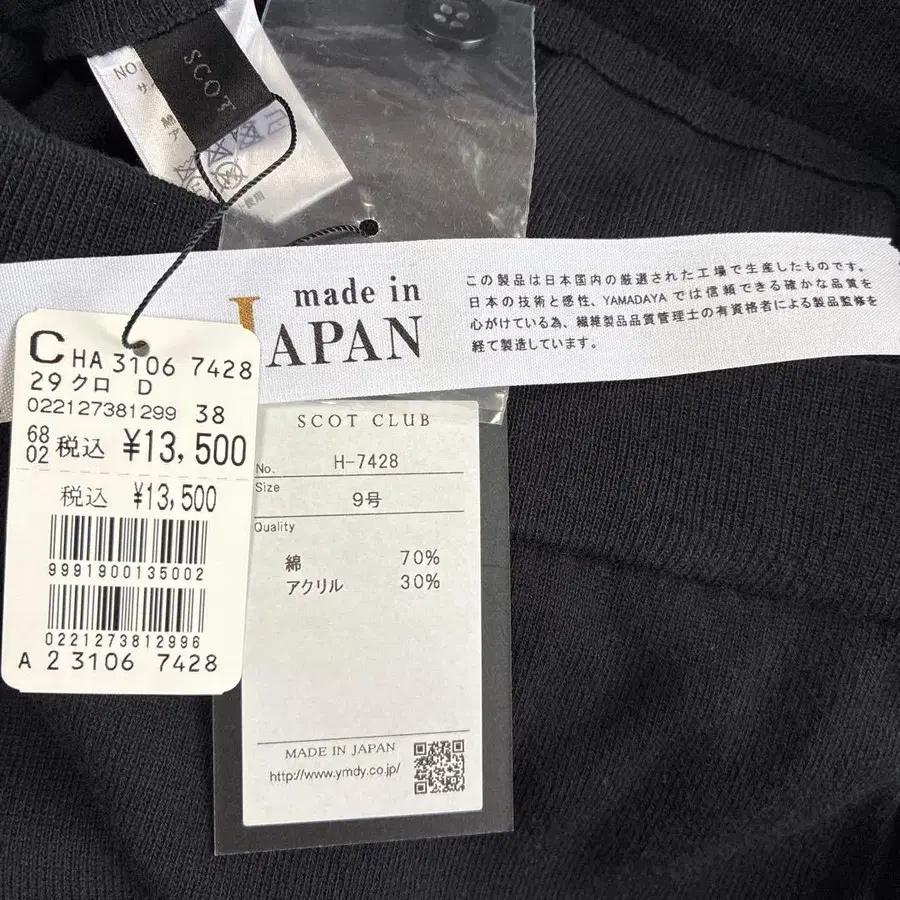 NO
SCOT
made in
JAPAN
この製品は日本国内の厳選された工場で生産したものです。
日本の技術と感性、YAMADAYAでは信頼できる確かな品質を
心がけている為、繊維製品品質管理士の有資格者による製品監修を
経て製造しています。
C HA 3106 7428
29 クロ D
022127381299 38
6802 税込 ¥13,500
税込 ¥13,500
9991900135002
0221273812996
A 2 3106 7428
SCOT CLUB
No. H-7428
Size
9号
Quality
綿 70%
アクリル 30%
MADE IN JAPAN
http://www.ymdy.co.jp/